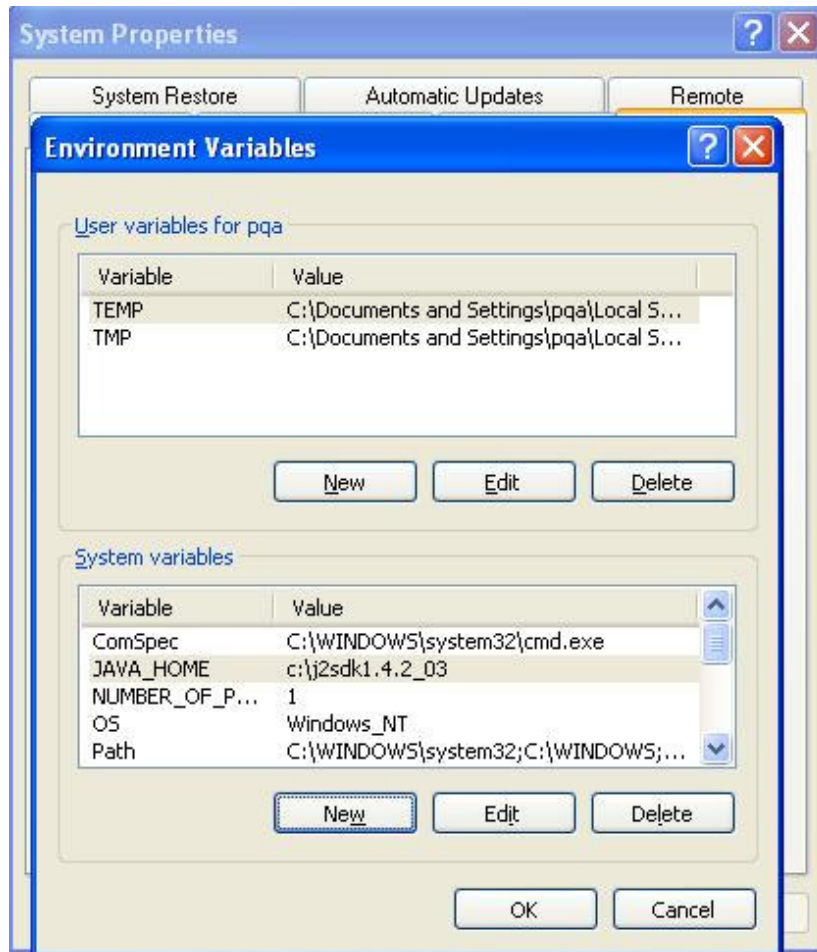 System Properties
System Restore Automatic Updates Remote
Environment Variables
User variables for pqa
Variable Value
TEMP C:\Documents and Settings\pqa\Local S...
TMP C:\Documents and Settings\pqa\Local S...
New Edit Delete
System variables
Variable Value
ComSpec C:\WINDOWS\system32\cmd.exe
JAVA_HOME c:\j2sdk1.4.2_03
NUMBER_OF_P... 1
OS Windows_NT
Path C:\WINDOWS\system32;C:\WINDOWS;...
New Edit Delete
OK Cancel